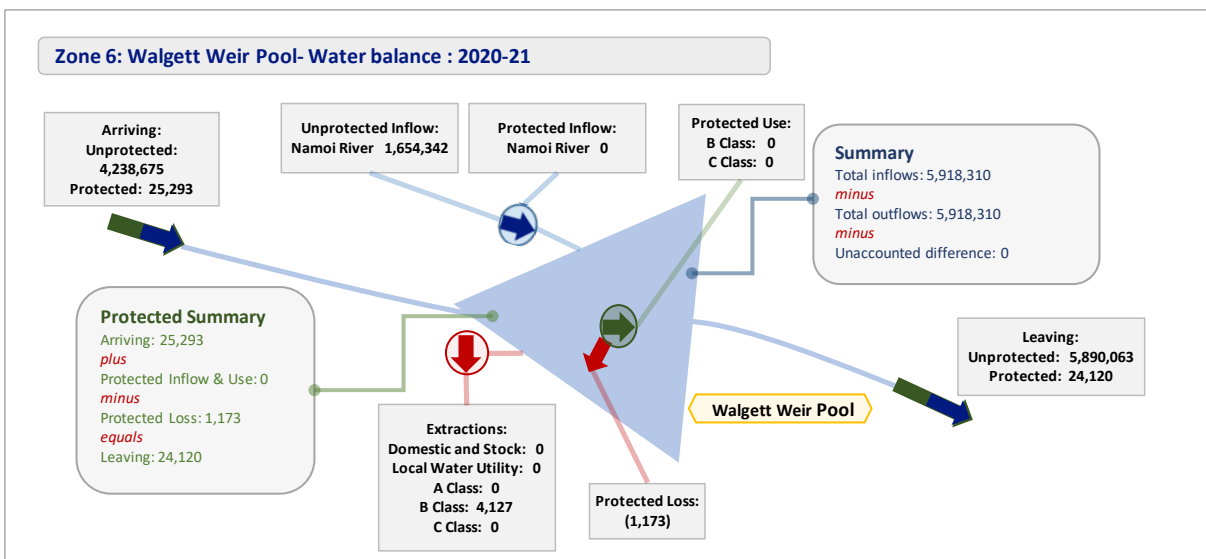 Zone 6: Walgett Weir Pool- Water balance : 2020-21
Arriving:
Unprotected:
4,238,675
Protected: 25,293
Unprotected Inflow:
Namoi River 1,654,342
Protected Inflow:
Namoi River 0
Protected Use:
B Class: 0
C Class: 0
Summary
Total inflows: 5,918,310
minus
Total outflows: 5,918,310
minus
Unaccounted difference: 0
Protected Summary
Arriving: 25,293
plus
Protected Inflow & Use: 0
minus
Protected Loss: 1,173
equals
Leaving: 24,120
Extractions:
Domestic and Stock: 0
Local Water Utility: 0
A Class: 0
B Class: 4,127
C Class: 0
Protected Loss:
(1,173)
Walgett Weir Pool
Leaving:
Unprotected: 5,890,063
Protected: 24,120